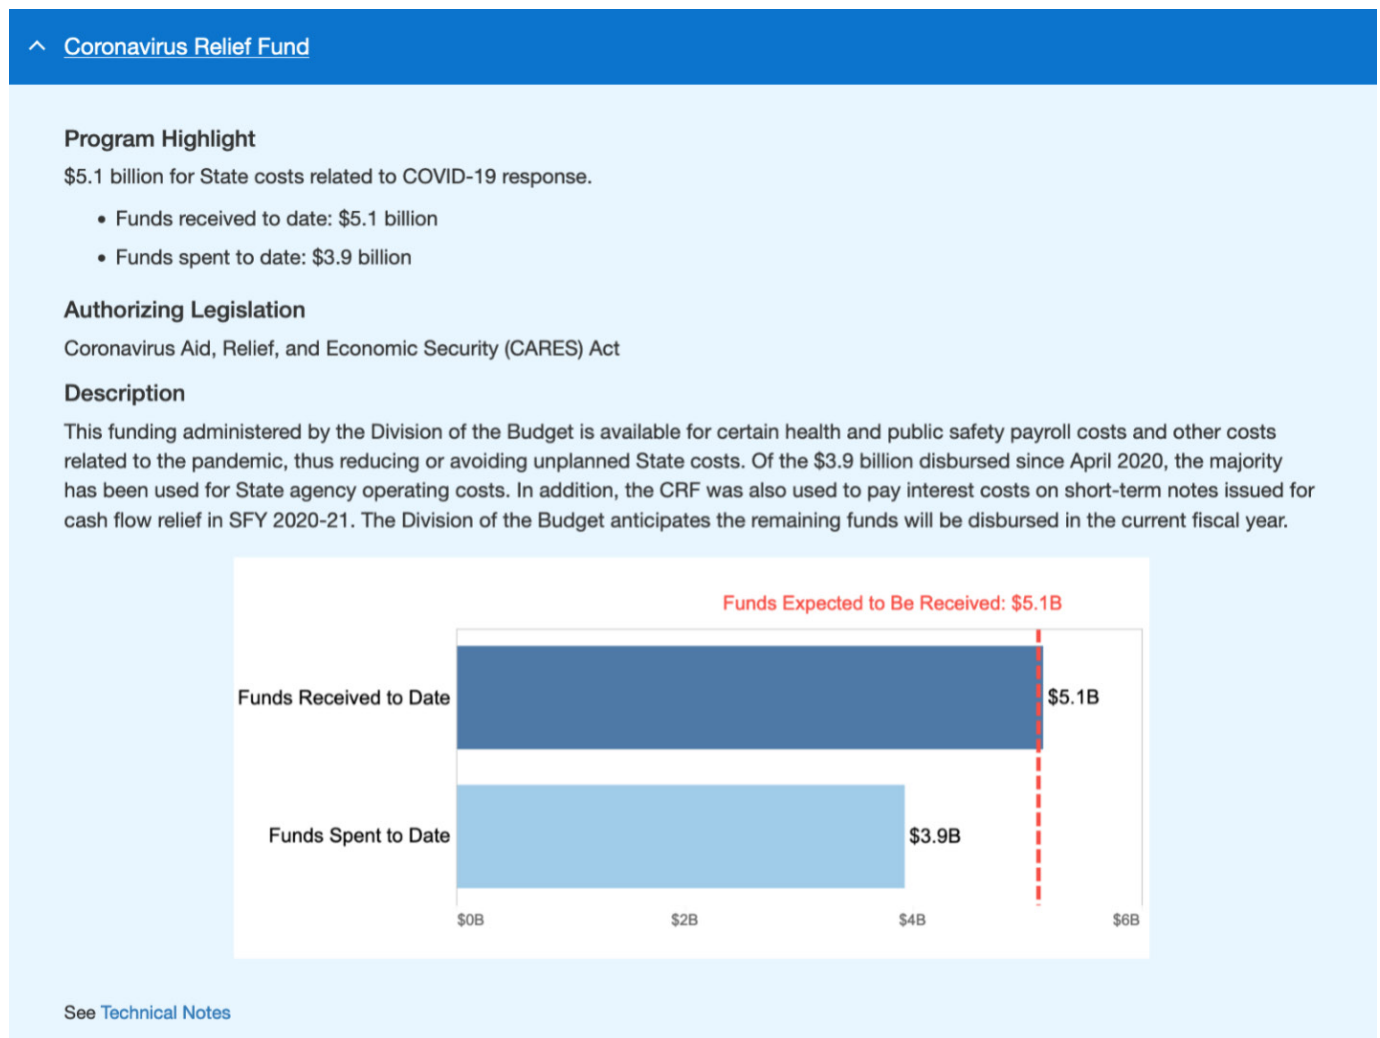 Coronavirus Relief Fund
Program Highlight
$5.1 billion for State costs related to COVID-19 response.
• Funds received to date: $5.1 billion
• Funds spent to date: $3.9 billion
Authorizing Legislation
Coronavirus Aid, Relief, and Economic Security (CARES) Act
Description
This funding administered by the Division of the Budget is available for certain health and public safety payroll costs and other costs
related to the pandemic, thus reducing or avoiding unplanned State costs. Of the $3.9 billion disbursed since April 2020, the majority
has been used for State agency operating costs. In addition, the CRF was also used to pay interest costs on short-term notes issued for
cash flow relief in SFY 2020-21. The Division of the Budget anticipates the remaining funds will be disbursed in the current fiscal year.
Funds Expected to Be Received: $5.1B
Funds Received to Date $5.1B
Funds Spent to Date $3.9B
$0B $2B $4B $6B
See Technical Notes